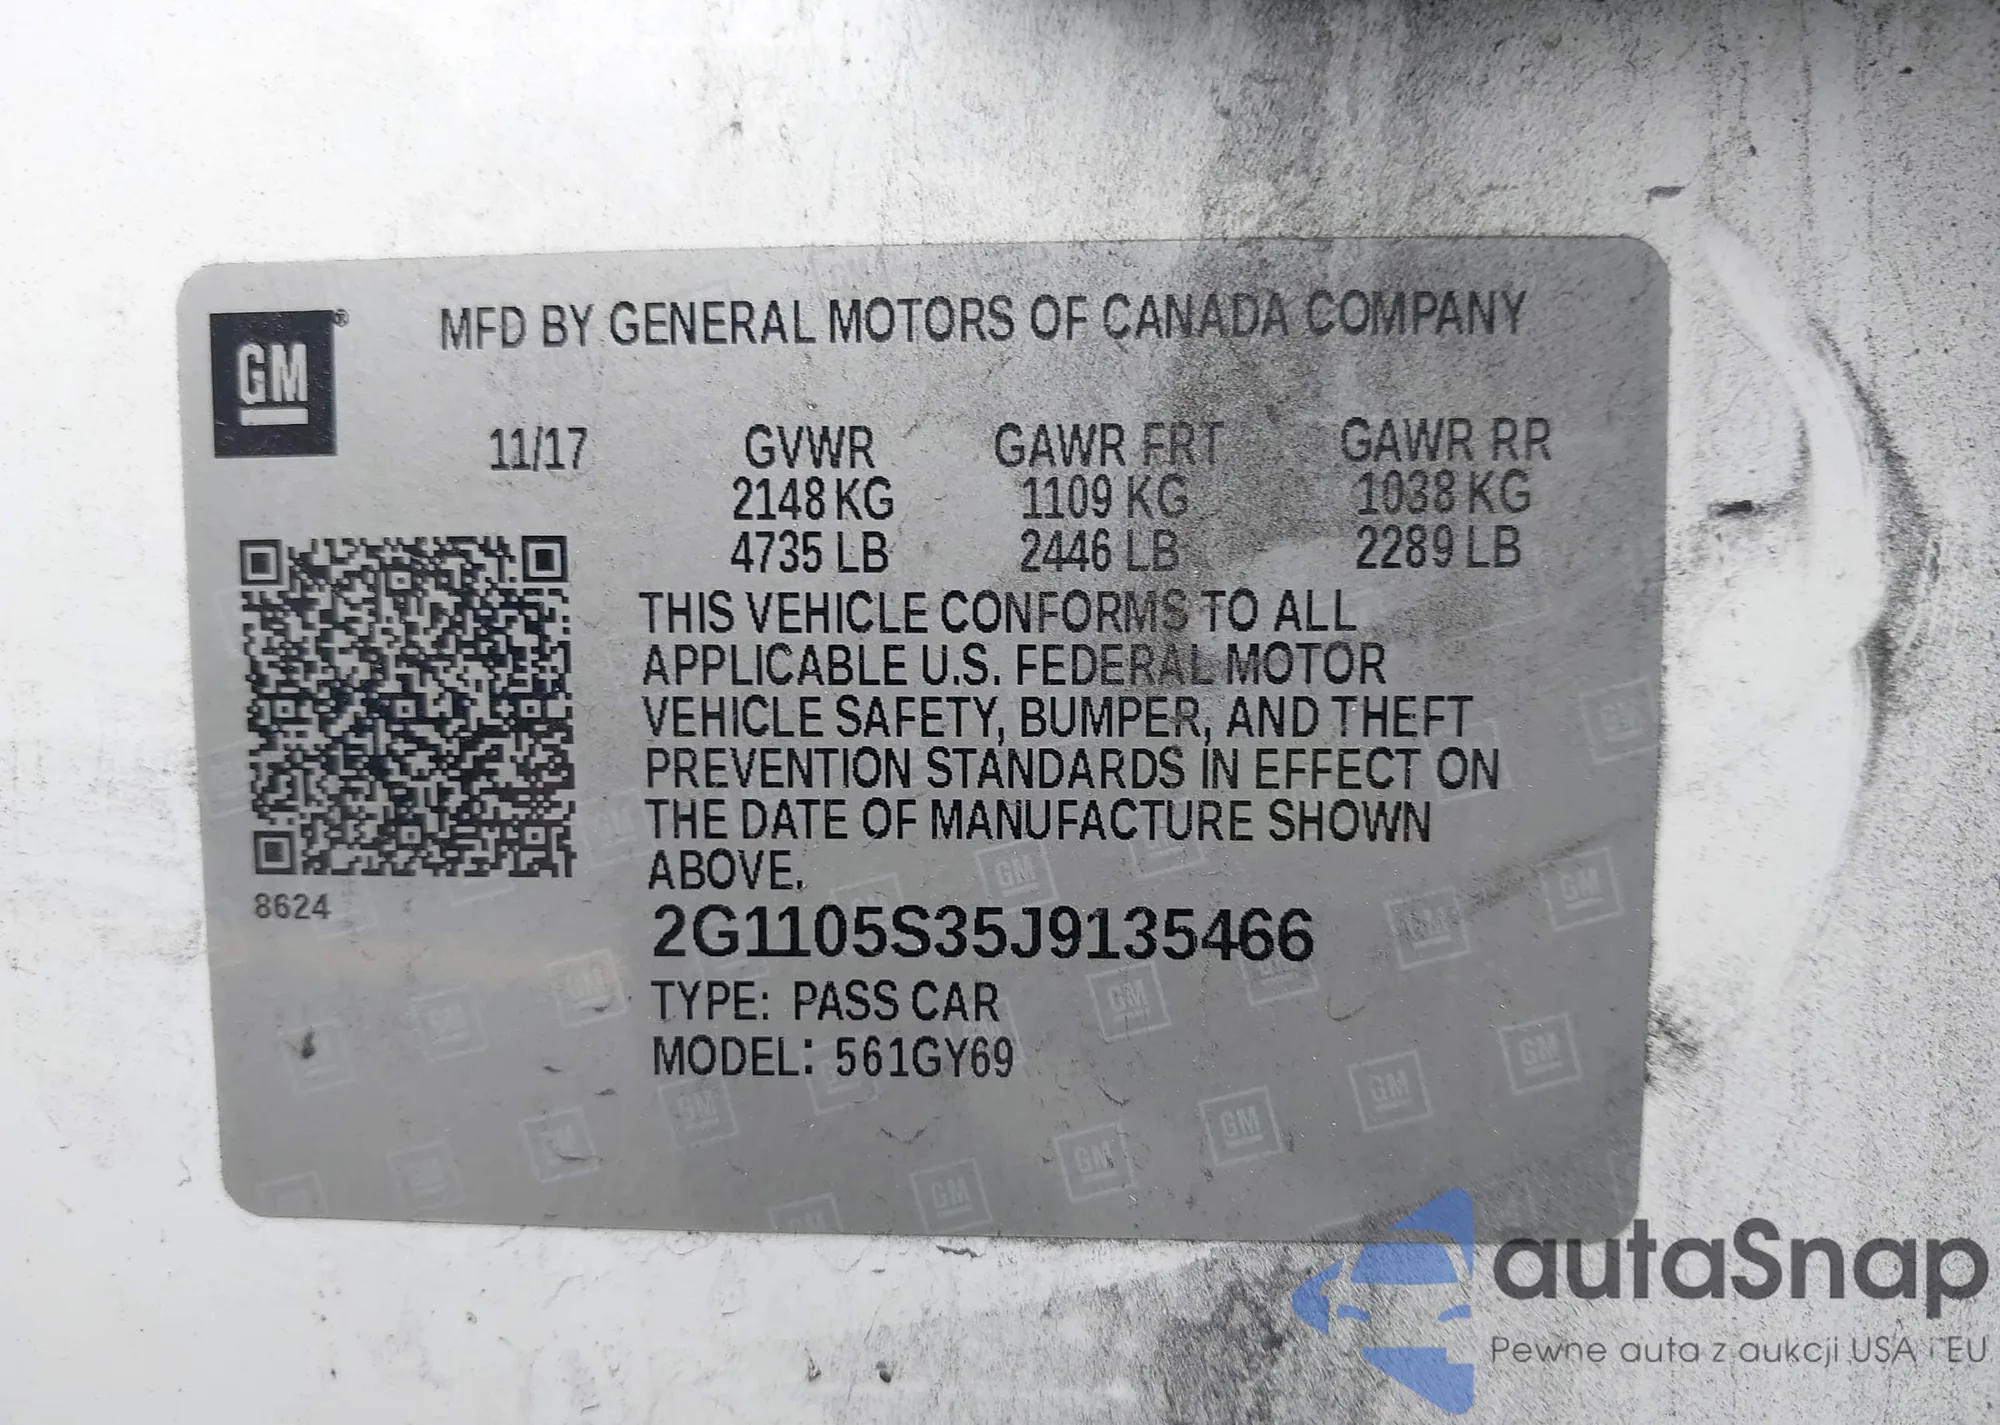 MFD BY GENERAL MOTORS OF CANADA COMPANY
GM®
11/17 GVWR GAWR FRT GAWR RR
2148 KG 1109 KG 1038 KG
4735 LB 2446 LB 2289 LB
THIS VEHICLE CONFORMS TO ALL
APPLICABLE U.S. FEDERAL MOTOR
VEHICLE SAFETY, BUMPER, AND THEFT
PREVENTION STANDARDS IN EFFECT ON
THE DATE OF MANUFACTURE SHOWN
ABOVE.
8624
2G1105S35J9135466
TYPE: PASS CAR
MODEL: 561GY69
autaSnap
Pewne auta z aukcji USA i EU